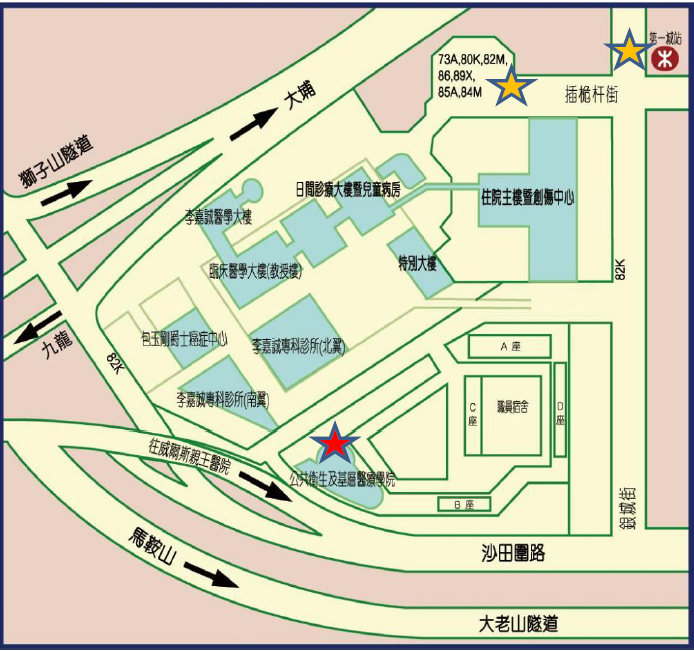 第一城站
73A,80K,82M,
86,89X,
85A,84M
插桅杆街
大埔
獅子山隧道
日間診療大樓暨兒童病房
住院主樓暨創傷中心
李嘉誠醫學大樓
臨床醫學大樓(教授樓)
特別大樓
82K
九龍
82K
包玉剛爵士癌症中心
李嘉誠專科診所(北翼)
A 座
李嘉誠專科診所(南翼)
C座
職員宿舍
D座
往威爾斯親王醫院
公共衛生及基層醫療學院
B 座
銀城街
馬鞍山
沙田圍路
大老山隧道